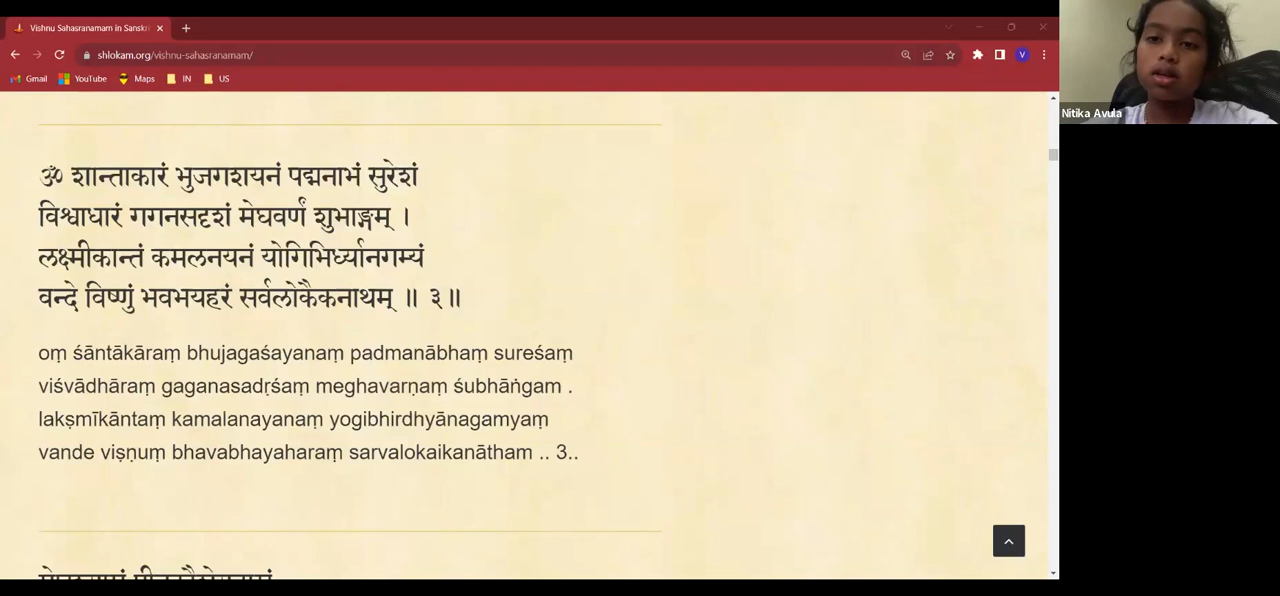 Vishnu Sahasranamam in Sanskri
shlokam.org/vishnu-sahasranamam/
V
Gmail YouTube Maps IN US
Nitika Avula
ॐ शान्ताकारं भुजगशयनं पद्मनाभं सुरेशं
विश्वाधारं गगनसदृशं मेघवर्णं शुभाङ्गम् ।
लक्ष्मीकान्तं कमलनयनं योगिभिर्ध्यानगम्यं
वन्दे विष्णुं भवभयहरं सर्वलोकैकनाथम् ॥ ३॥
oṃ śāntākāraṃ bhujagaśayanaṃ padmanābhaṃ sureśaṃ
viśvādhāraṃ gaganasadṛśaṃ meghavarṇaṃ śubhāṅgam .
lakṣmīkāntaṃ kamalanayanaṃ yogibhirdhyānagamyaṃ
vande viṣṇuṃ bhavabhayaharaṃ sarvalokaikanātham .. 3..